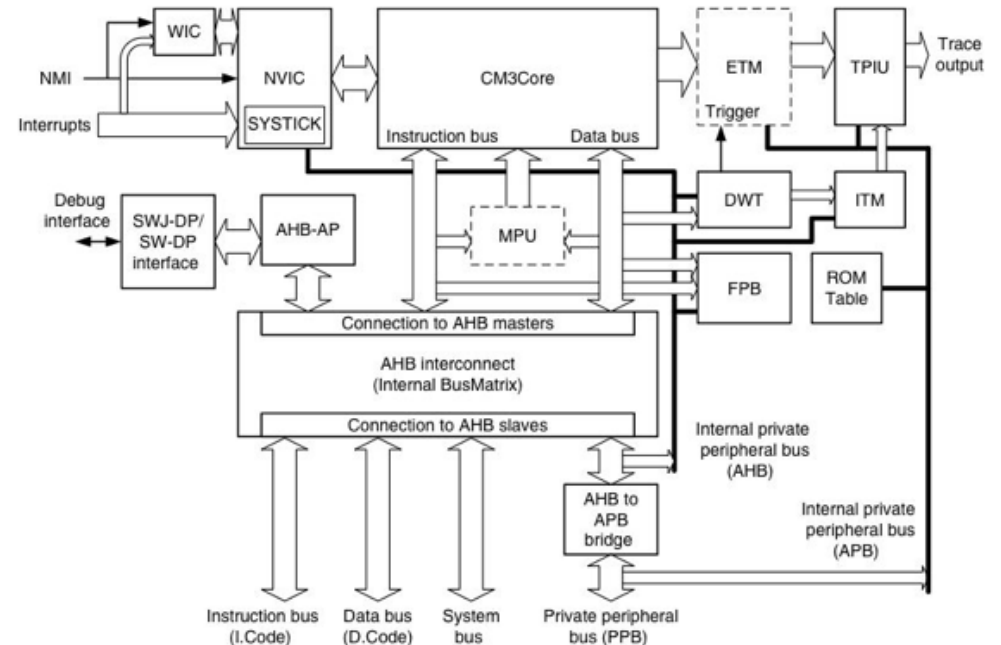 WIC
NMI
NVIC
CM3Core
ETM
TPIU
Trace
output
Interrupts
SYSTICK
Instruction bus
Data bus
Trigger
Debug
interface
SWJ-DP/
SW-DP
interface
AHB-AP
MPU
DWT
ITM
FPB
ROM
Table
Connection to AHB masters
AHB interconnect
(Internal BusMatrix)
Connection to AHB slaves
Internal private
peripheral bus
(AHB)
AHB to
APB
bridge
Internal private
peripheral bus
(APB)
Instruction bus
(I.Code)
Data bus
(D.Code)
System
bus
Private peripheral
bus (PPB)